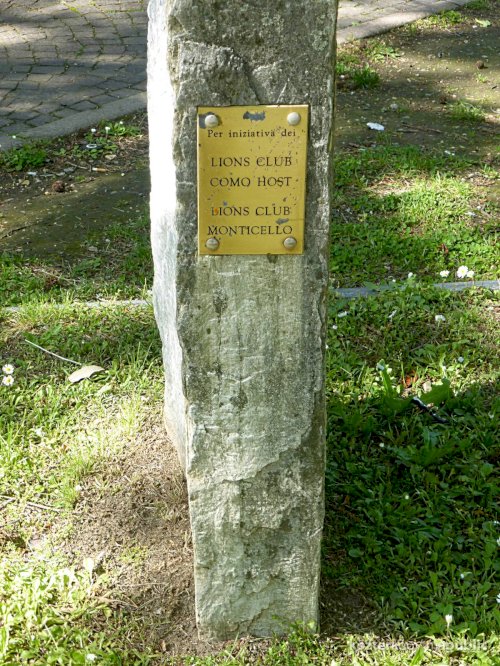 Per iniziativa dei
LIONS CLUB
COMO HOST
LIONS CLUB
MONTICELLO